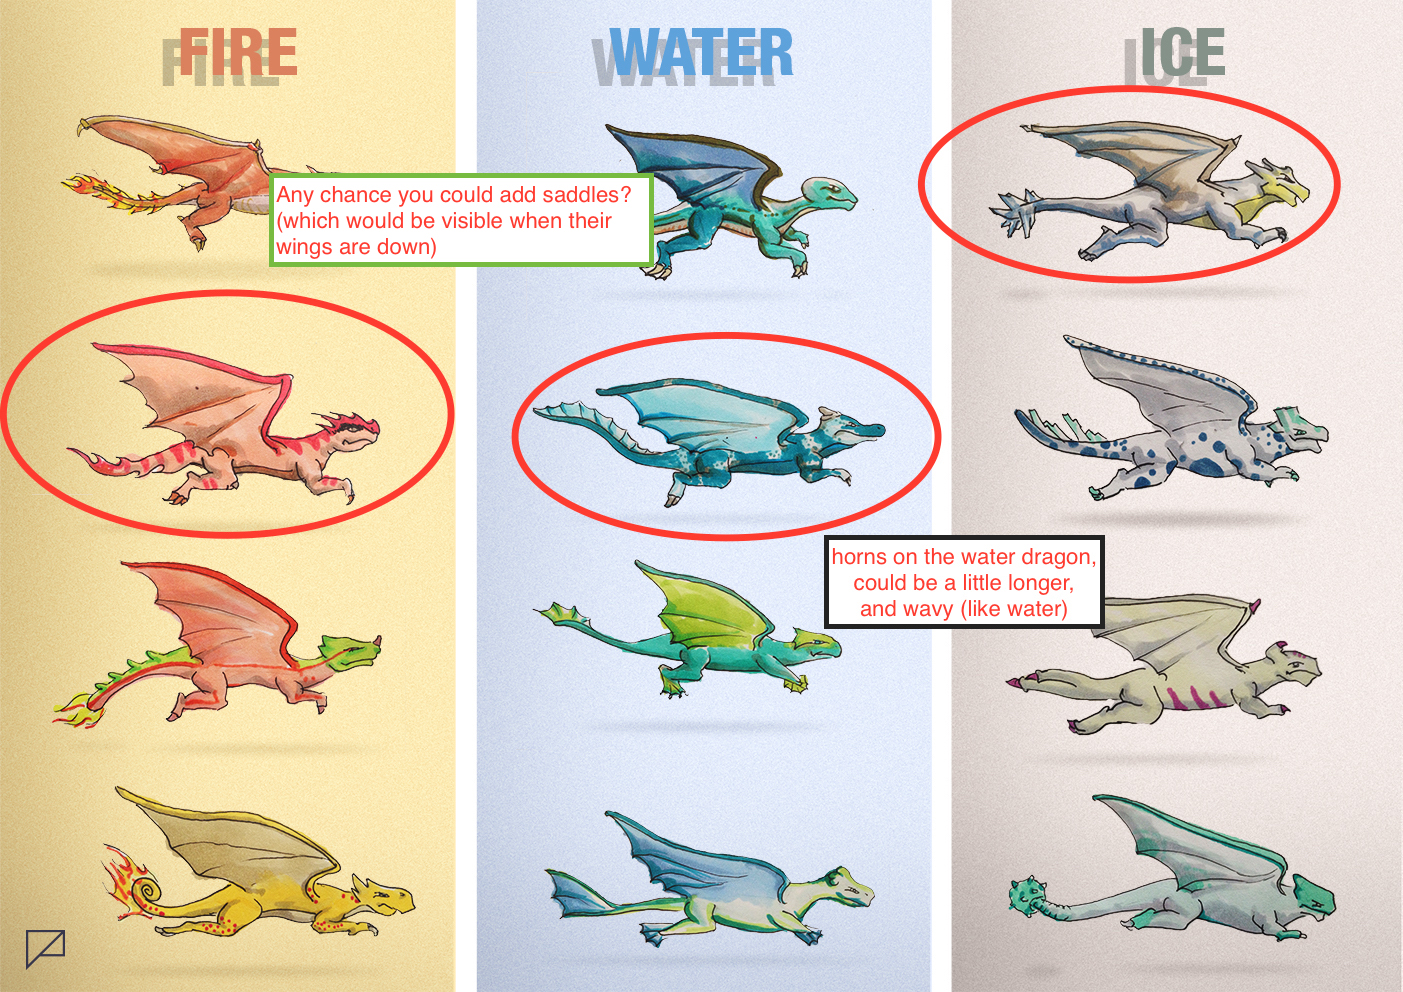 FIRE
WATER
ICE
Any chance you could add saddles?
(which would be visible when their
wings are down)
horns on the water dragon,
could be a little longer,
and wavy (like water)